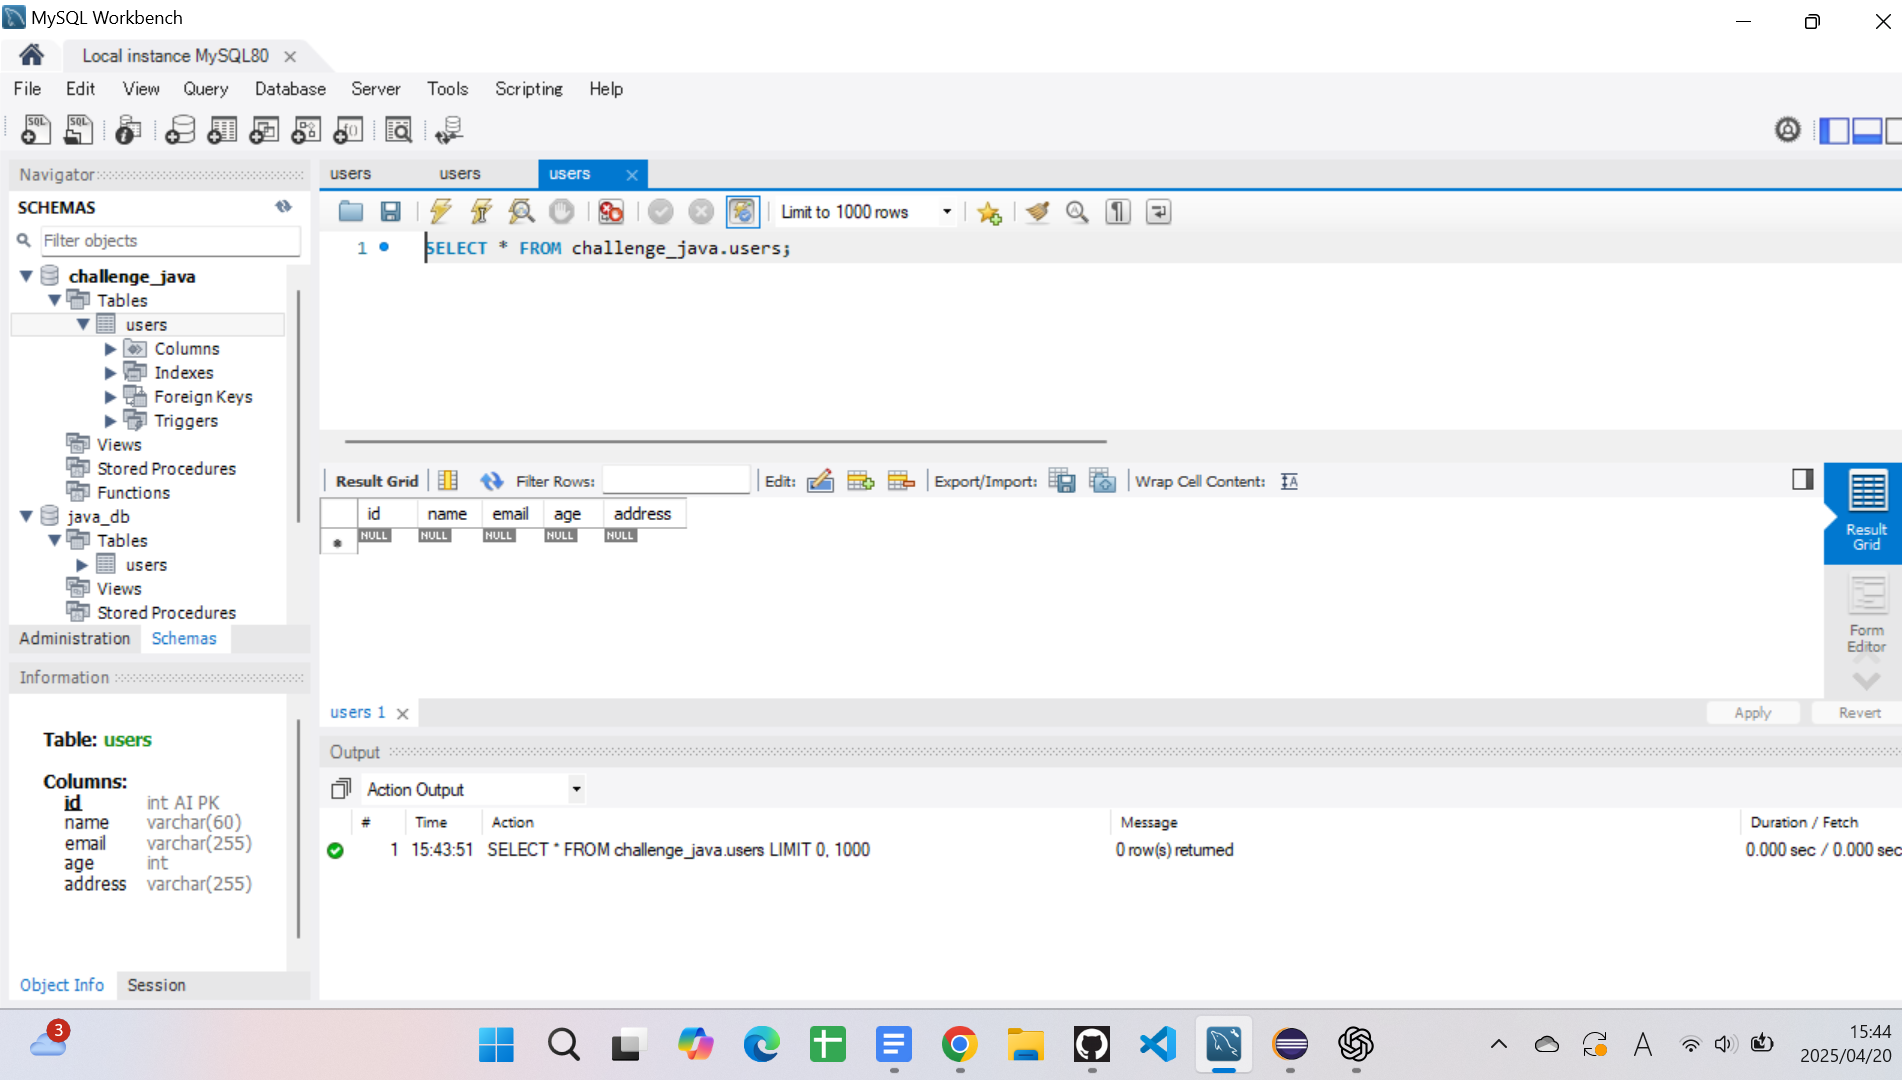 MySQL Workbench
Local instance MySQL80
File Edit View Query Database Server Tools Scripting Help
SQL SQL
Navigator
SCHEMAS
Filter objects
challenge_java
Tables
users
Columns
Indexes
Foreign Keys
Triggers
Views
Stored Procedures
Functions
java_db
Tables
users
Views
Stored Procedures
Administration Schemas
Information
Table: users
Columns:
id int AI PK
name varchar(60)
email varchar(255)
age int
address varchar(255)
Object Info Session
users users users
Limit to 1000 rows
1 SELECT * FROM challenge_java.users;
Result Grid Filter Rows: Edit: Export/Import: Wrap Cell Content:
id name email age address
NULL NULL NULL NULL NULL
Result
Grid
Form
Editor
users 1
Apply Revert
Output
Action Output
# Time Action Message Duration / Fetch
1 15:43:51 SELECT * FROM challenge_java.users LIMIT 0, 1000 0 row(s) returned 0.000 sec / 0.000 sec
3
A
15:44
2025/04/20